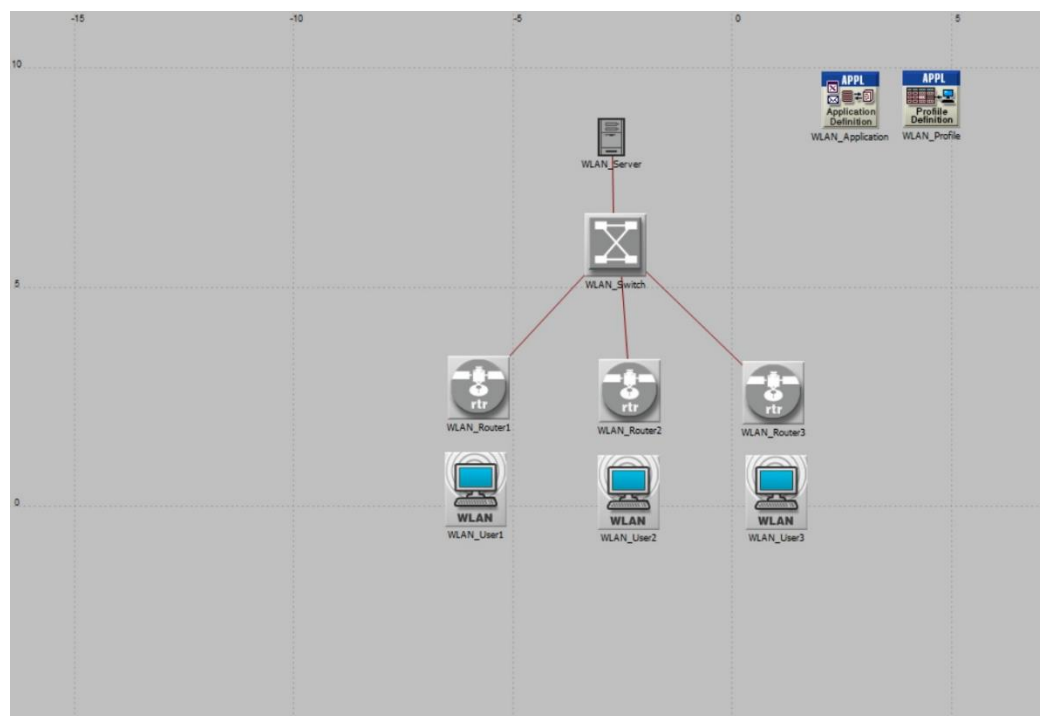 -15 -10 -5 0 5
10
APPL
Application
Definition
WLAN_Application
APPL
Profile
Definition
WLAN_Profile
WLAN_Server
5
WLAN_Switch
rtr
WLAN_Router1
rtr
WLAN_Router2
rtr
WLAN_Router3
0
WLAN
WLAN_User1
WLAN
WLAN_User2
WLAN
WLAN_User3